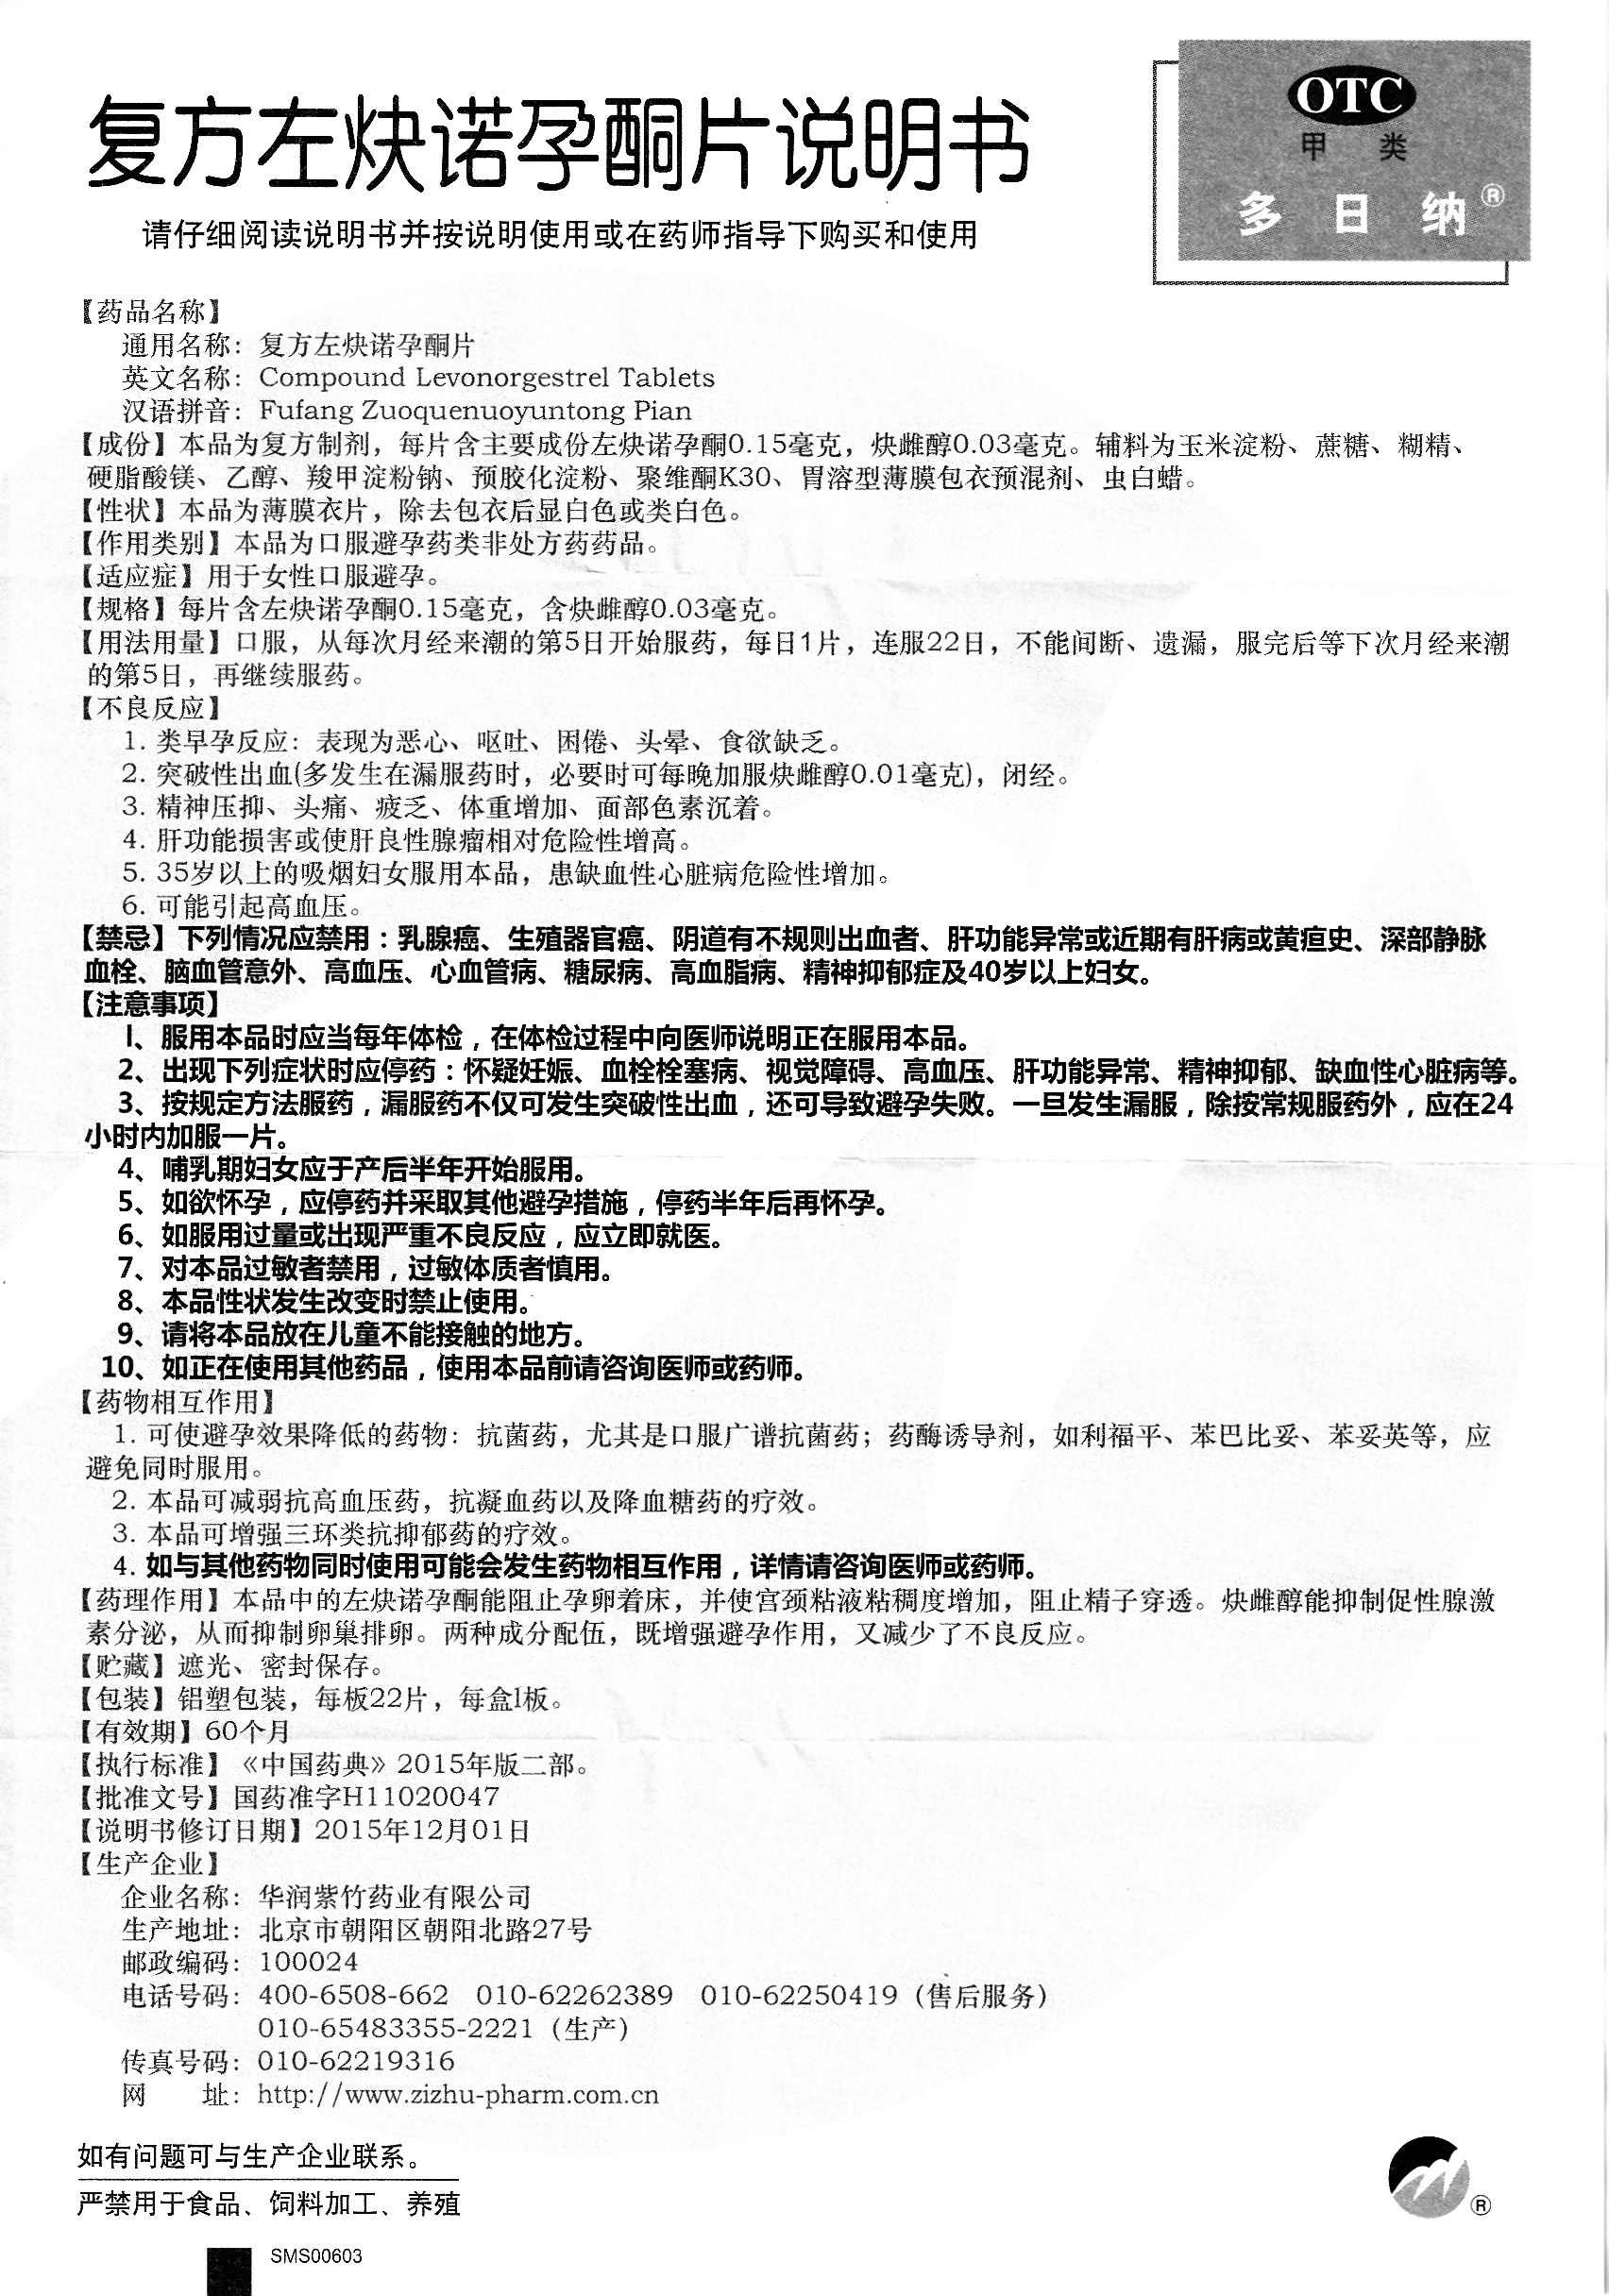 复方左炔诺孕酮片说明书
请仔细阅读说明书并按说明使用或在药师指导下购买和使用
OTC
甲 类
多 日 纳®
【药品名称】
通用名称：复方左炔诺孕酮片
英文名称：Compound Levonorgestrel Tablets
汉语拼音：Fufang Zuoquenuoyuntong Pian
【成份】本品为复方制剂，每片含主要成份左炔诺孕酮0.15毫克，炔雌醇0.03毫克。辅料为玉米淀粉、蔗糖、糊精、
硬脂酸镁、乙醇、羧甲淀粉钠、预胶化淀粉、聚维酮K30、胃溶型薄膜包衣预混剂、虫白蜡。
【性状】本品为薄膜衣片，除去包衣后显白色或类白色。
【作用类别】本品为口服避孕药类非处方药药品。
【适应症】用于女性口服避孕。
【规格】每片含左炔诺孕酮0.15毫克，含炔雌醇0.03毫克。
【用法用量】口服，从每次月经来潮的第5日开始服药，每日1片，连服22日，不能间断、遗漏，服完后等下次月经来潮
的第5日，再继续服药。
【不良反应】
1. 类早孕反应：表现为恶心、呕吐、困倦、头晕、食欲缺乏。
2. 突破性出血(多发生在漏服药时，必要时可每晚加服炔雌醇0.01毫克)，闭经。
3. 精神压抑、头痛、疲乏、体重增加、面部色素沉着。
4. 肝功能损害或使肝良性腺瘤相对危险性增高。
5. 35岁以上的吸烟妇女服用本品，患缺血性心脏病危险性增加。
6. 可能引起高血压。
【禁忌】下列情况应禁用：乳腺癌、生殖器官癌、阴道有不规则出血者、肝功能异常或近期有肝病或黄疸史、深部静脉
血栓、脑血管意外、高血压、心血管病、糖尿病、高血脂病、精神抑郁症及40岁以上妇女。
【注意事项】
1、服用本品时应当每年体检，在体检过程中向医师说明正在服用本品。
2、出现下列症状时应停药：怀疑妊娠、血栓栓塞病、视觉障碍、高血压、肝功能异常、精神抑郁、缺血性心脏病等。
3、按规定方法服药，漏服药不仅可发生突破性出血，还可导致避孕失败。一旦发生漏服，除按常规服药外，应在24
小时内加服一片。
4、哺乳期妇女应于产后半年开始服用。
5、如欲怀孕，应停药并采取其他避孕措施，停药半年后再怀孕。
6、如服用过量或出现严重不良反应，应立即就医。
7、对本品过敏者禁用，过敏体质者慎用。
8、本品性状发生改变时禁止使用。
9、请将本品放在儿童不能接触的地方。
10、如正在使用其他药品，使用本品前请咨询医师或药师。
【药物相互作用】
1. 可使避孕效果降低的药物：抗菌药，尤其是口服广谱抗菌药；药酶诱导剂，如利福平、苯巴比妥、苯妥英等，应
避免同时服用。
2. 本品可减弱抗高血压药，抗凝血药以及降血糖药的疗效。
3. 本品可增强三环类抗抑郁药的疗效。
4. 如与其他药物同时使用可能会发生药物相互作用，详情请咨询医师或药师。
【药理作用】本品中的左炔诺孕酮能阻止孕卵着床，并使宫颈粘液粘稠度增加，阻止精子穿透。炔雌醇能抑制促性腺激
素分泌，从而抑制卵巢排卵。两种成分配伍，既增强避孕作用，又减少了不良反应。
【贮藏】遮光、密封保存。
【包装】铝塑包装，每板22片，每盒1板。
【有效期】60个月
【执行标准】《中国药典》2015年版二部。
【批准文号】国药准字H11020047
【说明书修订日期】2015年12月01日
【生产企业】
企业名称：华润紫竹药业有限公司
生产地址：北京市朝阳区朝阳北路27号
邮政编码：100024
电话号码：400-6508-662 010-62262389 010-62250419（售后服务）
010-65483355-2221（生产）
传真号码：010-62219316
网 址：http://www.zizhu-pharm.com.cn
如有问题可与生产企业联系。
严禁用于食品、饲料加工、养殖
®
SMS00603